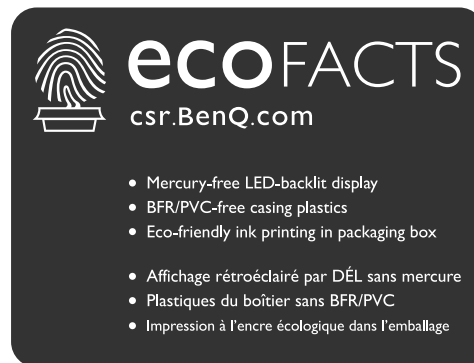 ecoFACTS
csr.BenQ.com
• Mercury-free LED-backlit display
• BFR/PVC-free casing plastics
• Eco-friendly ink printing in packaging box
• Affichage rétroéclairé par DÉL sans mercure
• Plastiques du boîtier sans BFR/PVC
• Impression à l'encre écologique dans l'emballage